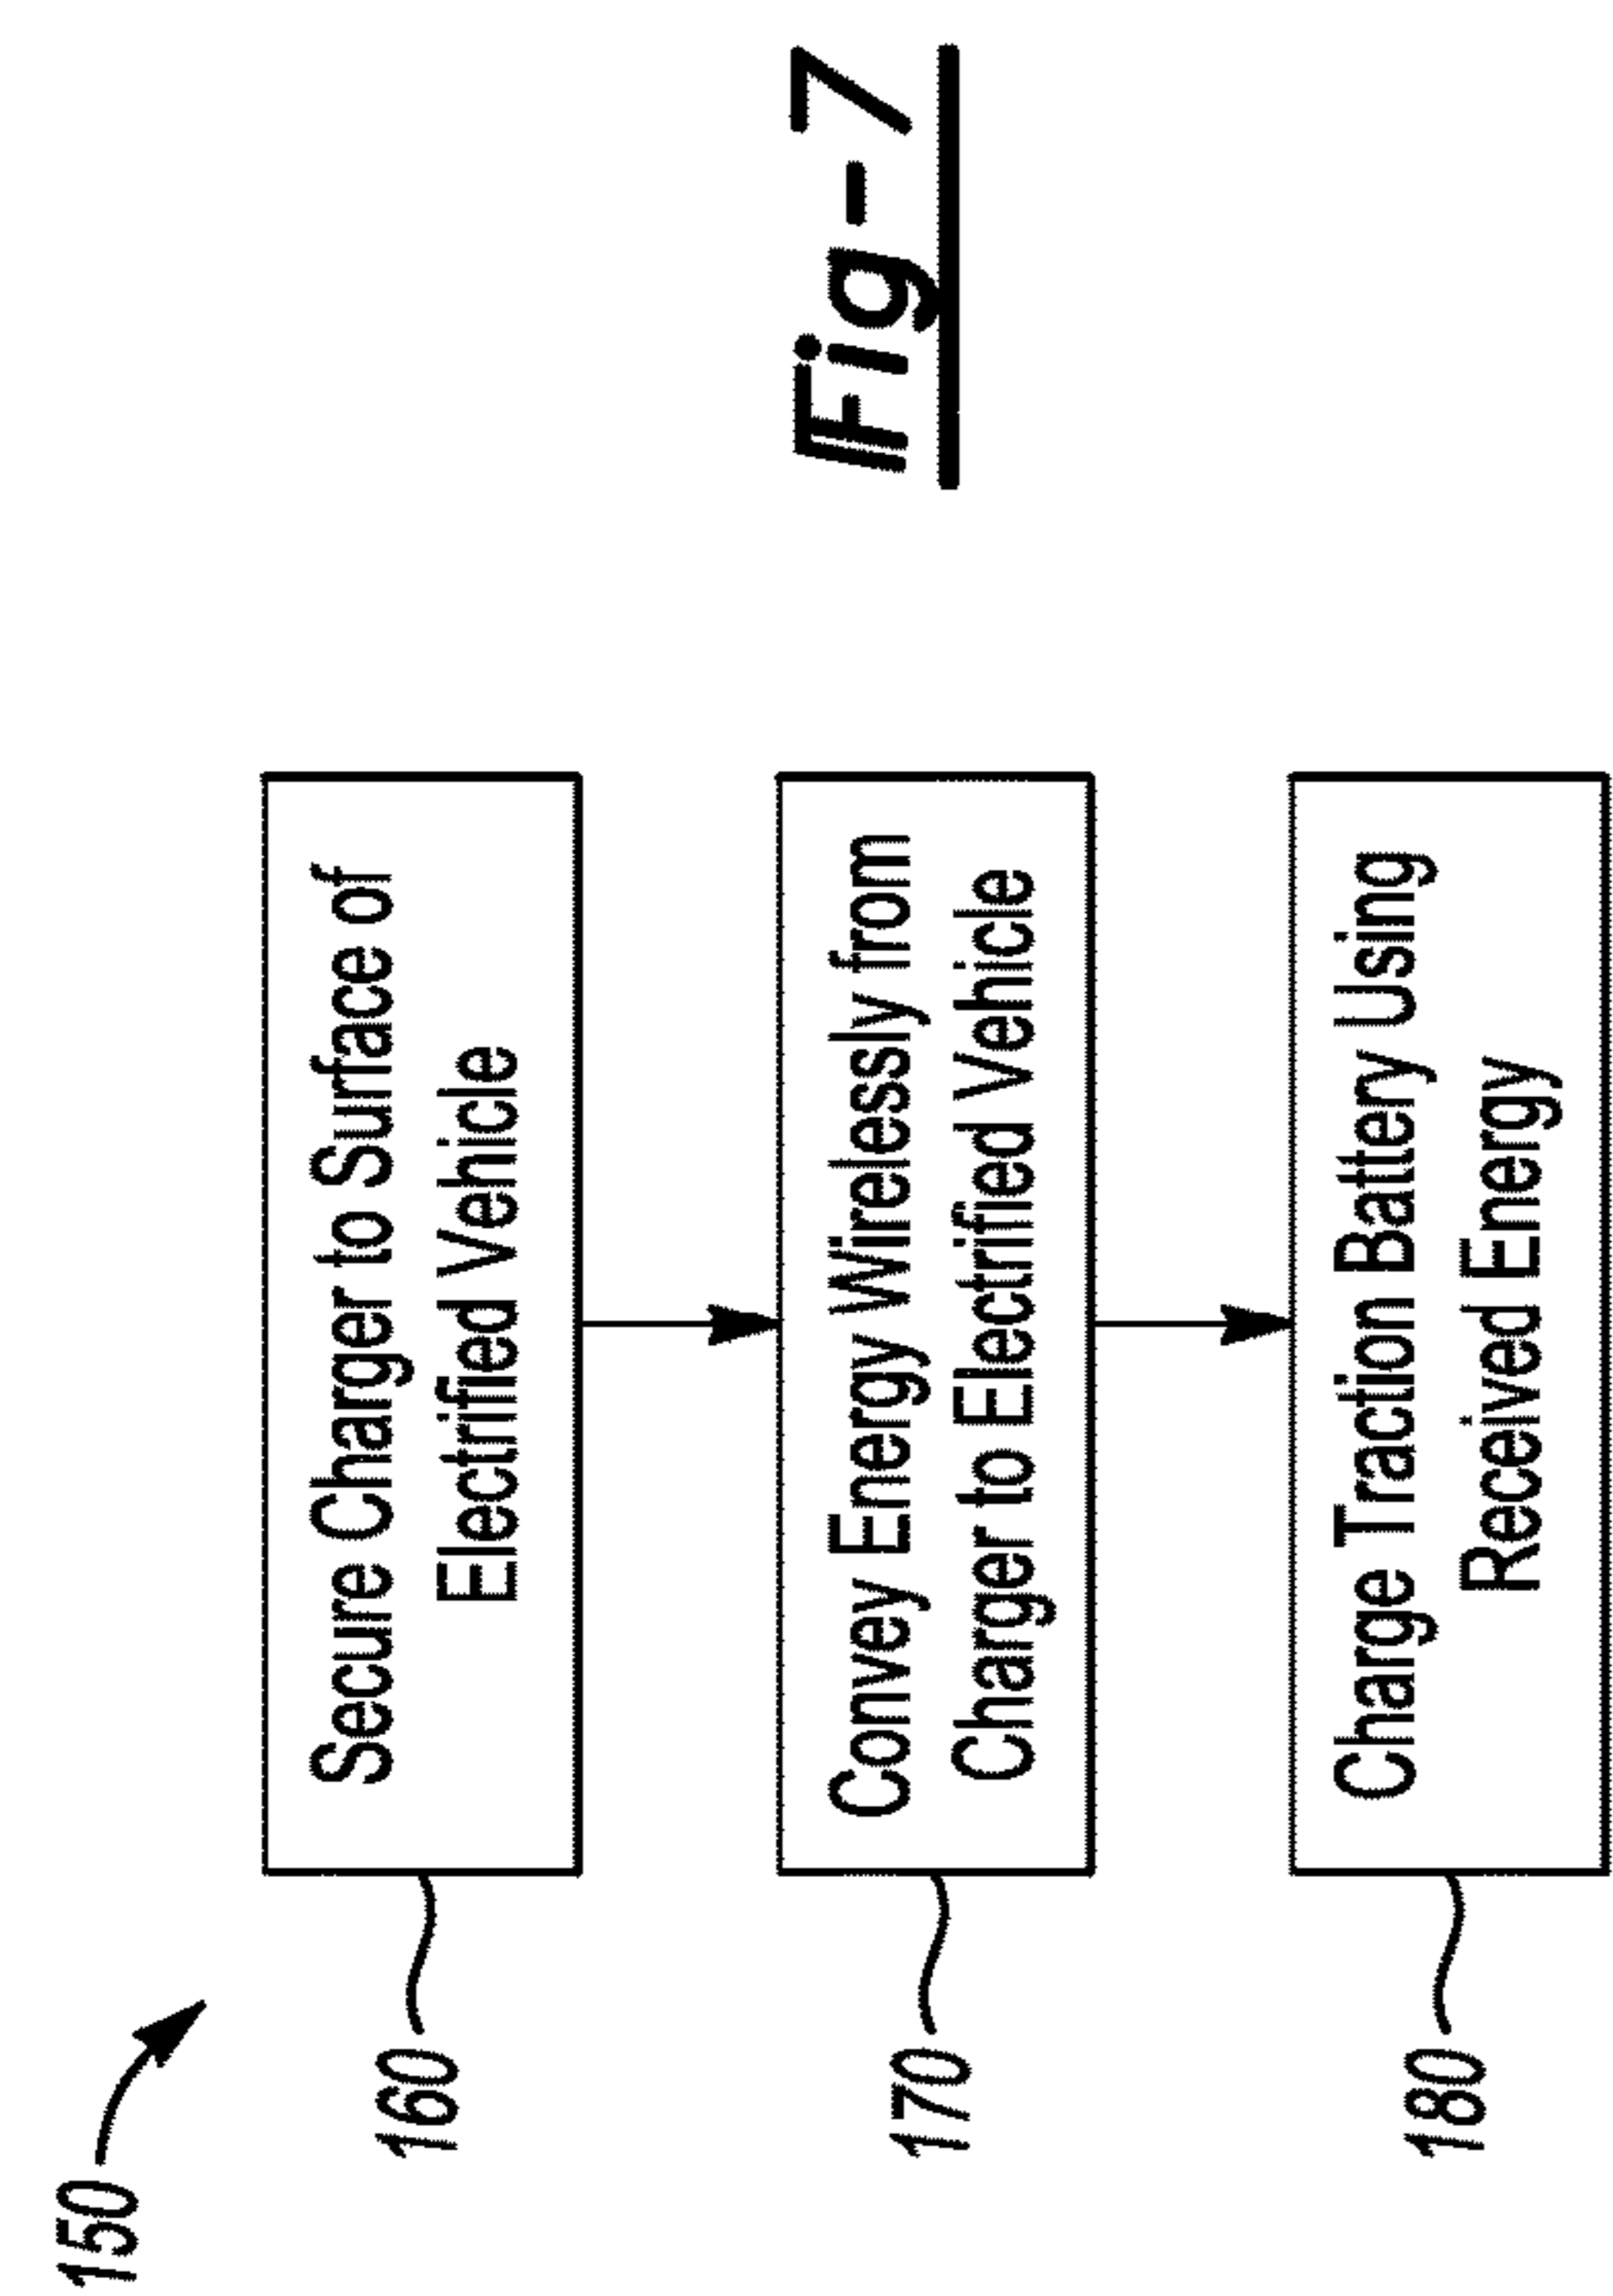 150
160
Secure Charger to Surface of
Electrified Vehicle
170
Convey Energy Wirelessly from
Charger to Electrified Vehicle
180
Charge Traction Battery Using
Received Energy
Fig-7